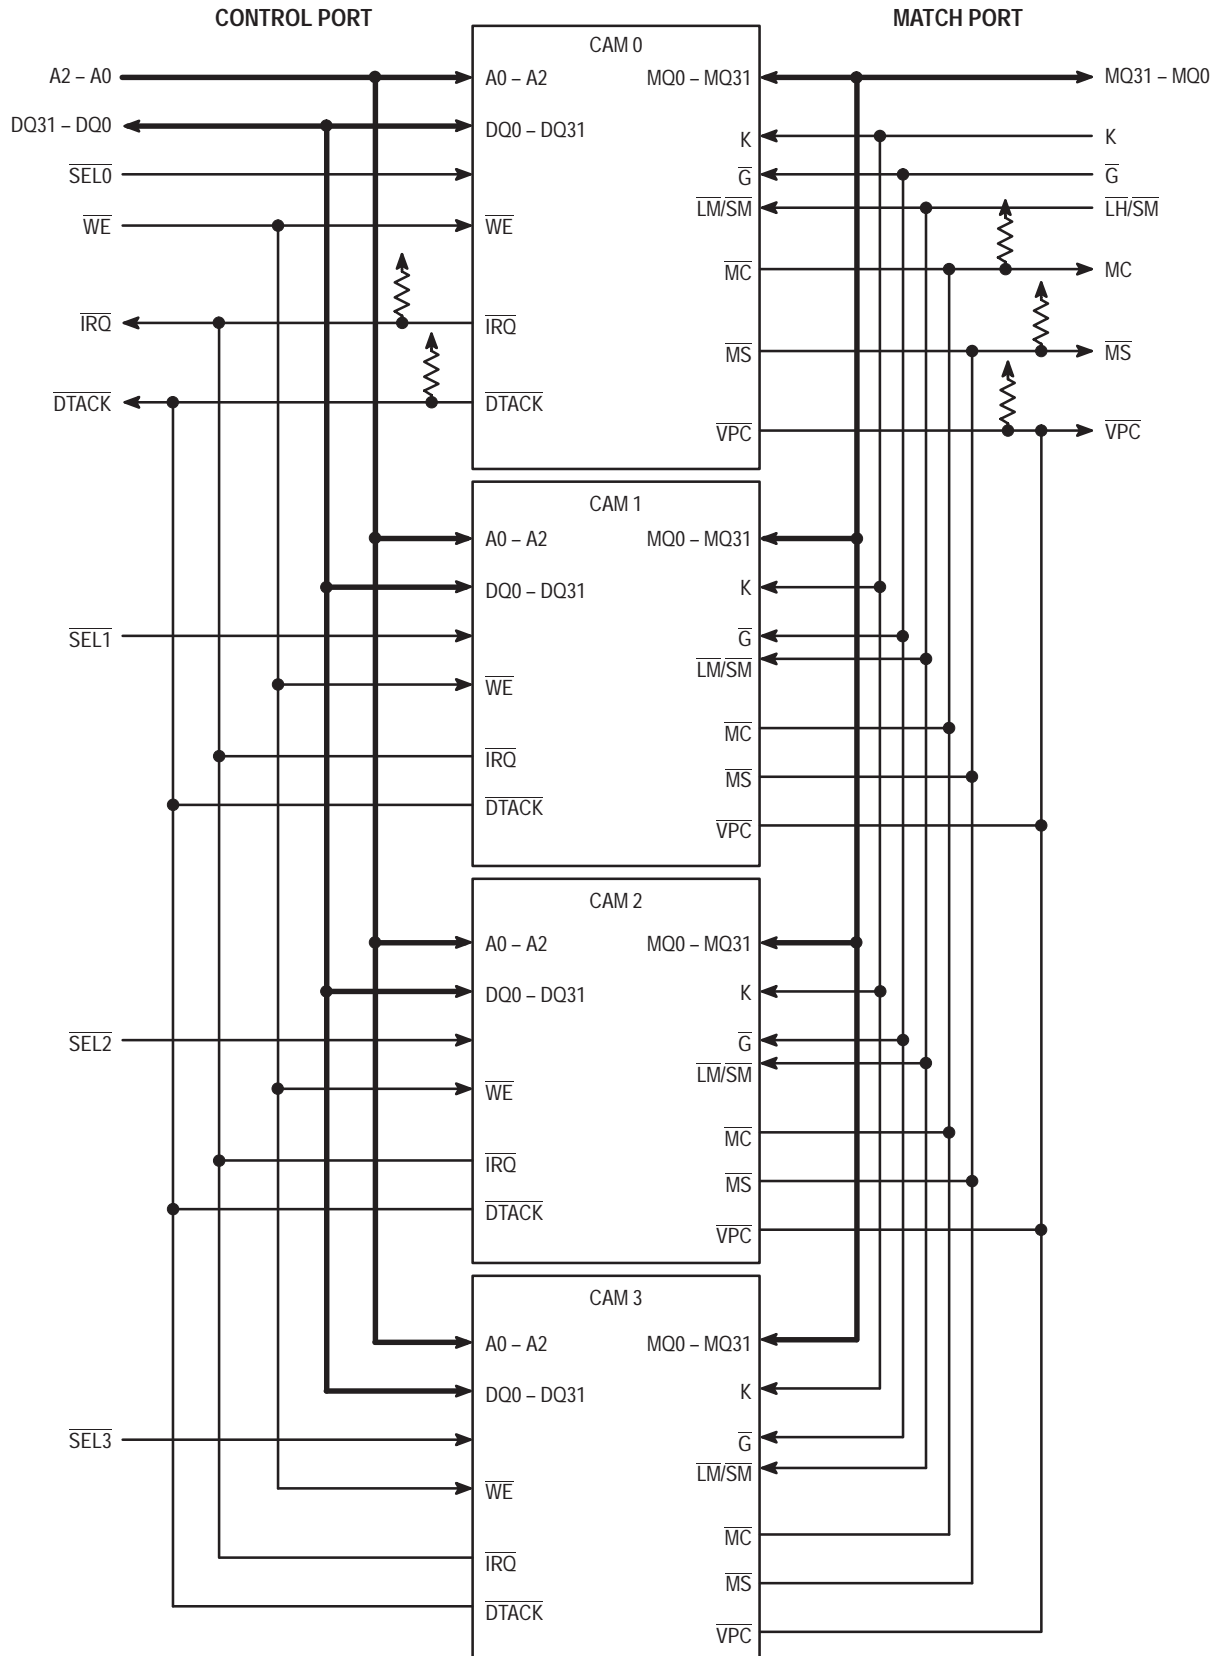 CONTROL PORT
MATCH PORT
CAM 0
A2 – A0
A0 – A2
MQ0 – MQ31
MQ31 – MQ0
DQ31 – DQ0
DQ0 – DQ31
K
K
SEL0
G
G
LM/SM
LH/SM
WE
WE
MC
MC
IRQ
IRQ
MS
MS
DTACK
DTACK
VPC
VPC
CAM 1
A0 – A2
MQ0 – MQ31
DQ0 – DQ31
K
SEL1
G
LM/SM
WE
MC
IRQ
MS
DTACK
VPC
CAM 2
A0 – A2
MQ0 – MQ31
DQ0 – DQ31
K
SEL2
G
LM/SM
WE
MC
IRQ
MS
DTACK
VPC
CAM 3
A0 – A2
MQ0 – MQ31
DQ0 – DQ31
K
SEL3
G
LM/SM
WE
MC
IRQ
MS
DTACK
VPC